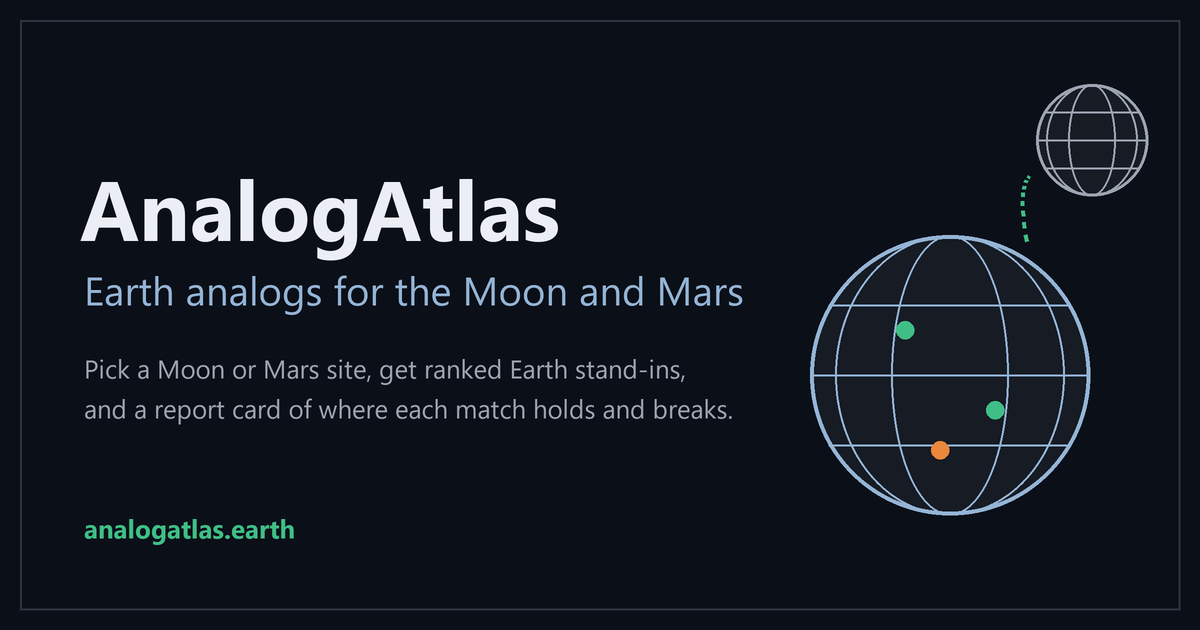 AnalogAtlas
Earth analogs for the Moon and Mars
Pick a Moon or Mars site, get ranked Earth stand-ins,
and a report card of where each match holds and breaks.
analogatlas.earth